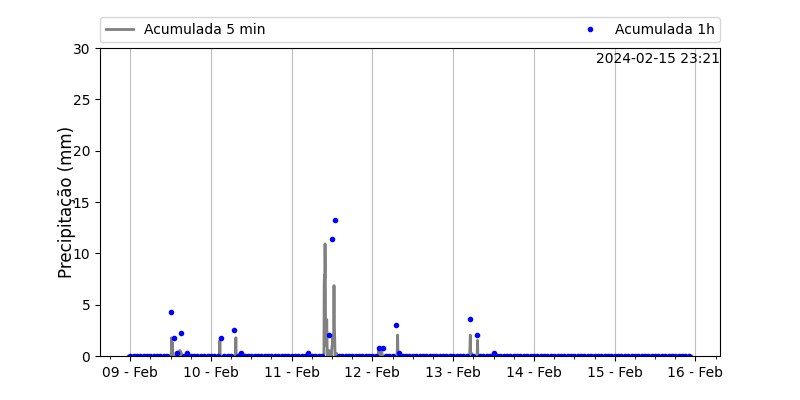 Acumulada 5 min
Acumulada 1h
2024-02-15 23:21
Precipitação (mm)
30
25
20
15
10
5
0
09 - Feb
10 - Feb
11 - Feb
12 - Feb
13 - Feb
14 - Feb
15 - Feb
16 - Feb